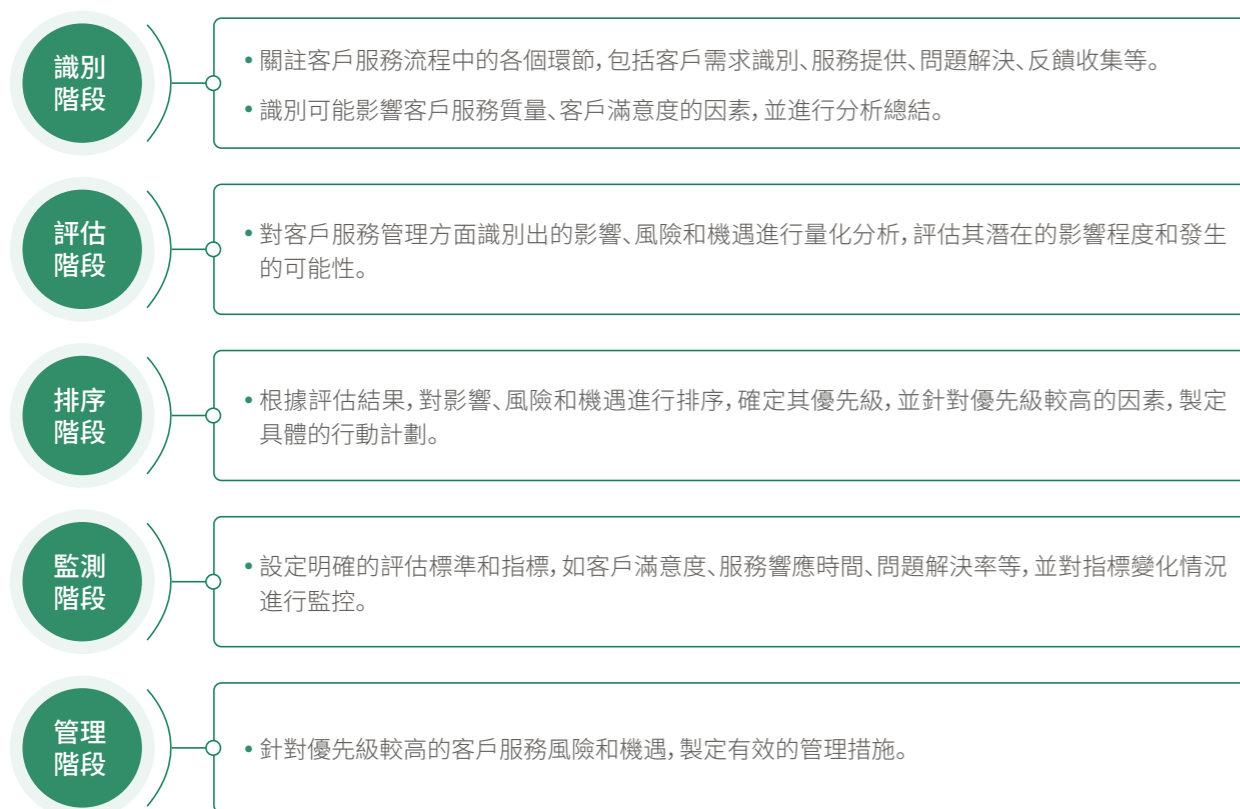 識別
階段
• 關註客戶服務流程中的各個環節，包括客戶需求識別、服務提供、問題解決、反饋收集等。
• 識別可能影響客戶服務質量、客戶滿意度的因素，並進行分析總結。
評估
階段
• 對客戶服務管理方面識別出的影響、風險和機遇進行量化分析，評估其潛在的影響程度和發生
的可能性。
排序
階段
• 根據評估結果，對影響、風險和機遇進行排序，確定其優先級，並針對優先級較高的因素，製定
具體的行動計劃。
監測
階段
• 設定明確的評估標準和指標，如客戶滿意度、服務響應時間、問題解決率等，並對指標變化情況
進行監控。
管理
階段
• 針對優先級較高的客戶服務風險和機遇，製定有效的管理措施。